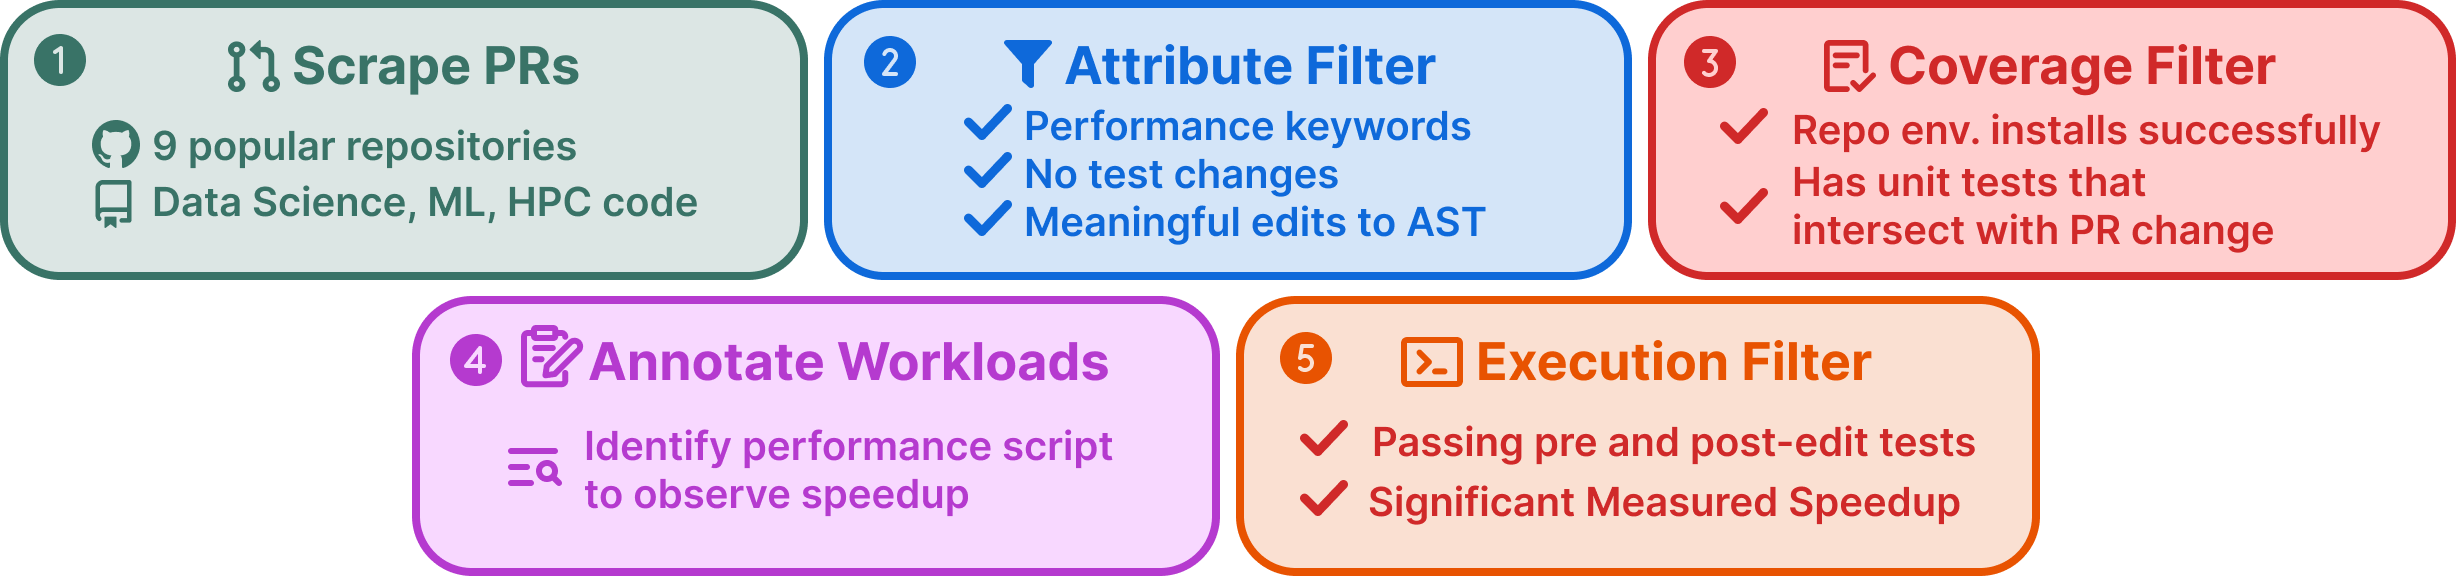 1 Scrape PRs
9 popular repositories
Data Science, ML, HPC code
2 Attribute Filter
Performance keywords
No test changes
Meaningful edits to AST
3 Coverage Filter
Repo env. installs successfully
Has unit tests that
intersect with PR change
4 Annotate Workloads
Identify performance script
to observe speedup
5 Execution Filter
Passing pre and post-edit tests
Significant Measured Speedup